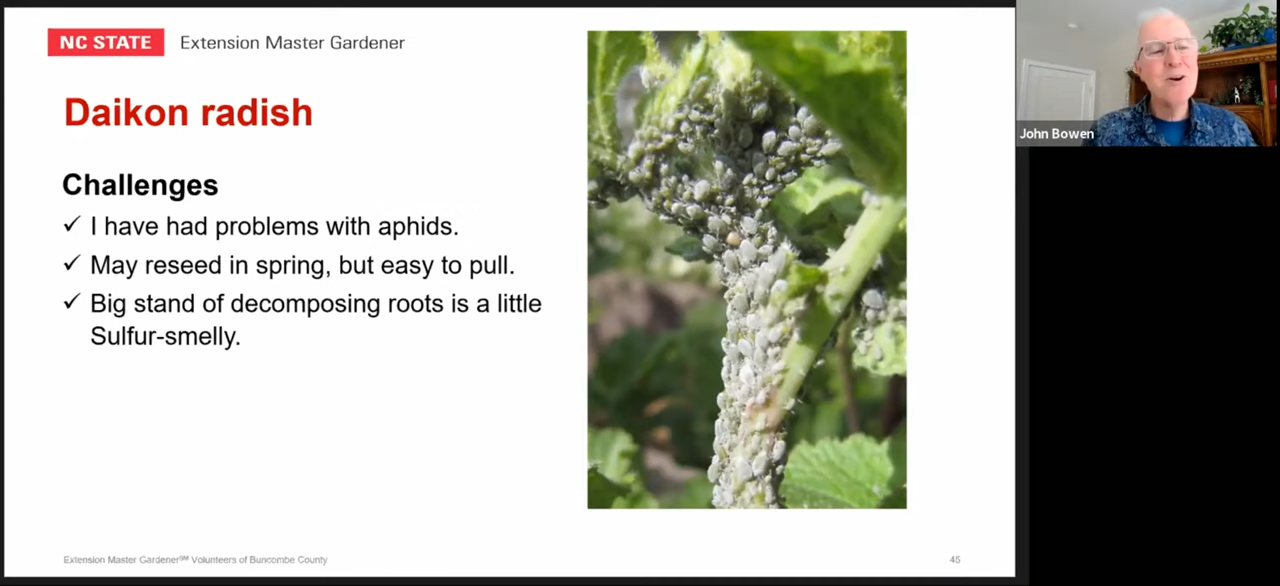 NC STATE Extension Master Gardener
Daikon radish
Challenges
✓ I have had problems with aphids.
✓ May reseed in spring, but easy to pull.
✓ Big stand of decomposing roots is a little
Sulfur-smelly.
Extension Master Gardener℠ Volunteers of Buncombe County
45
John Bowen